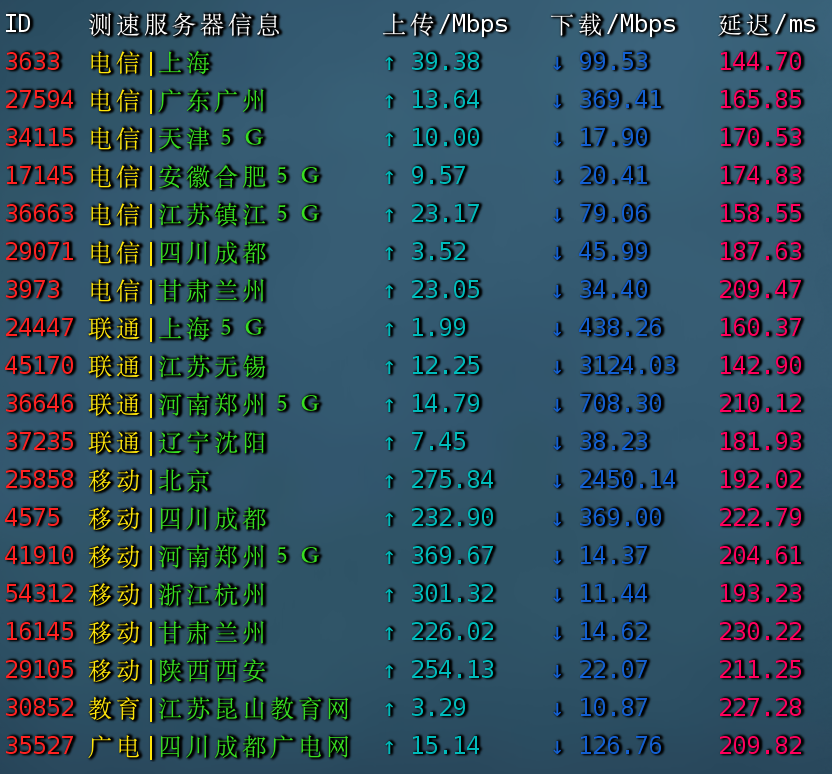 ID 测速服务器信息 上传/Mbps 下载/Mbps 延迟/ms
3633 电信|上海 ↑ 39.38 ↓ 99.53 144.70
27594 电信|广东广州 ↑ 13.64 ↓ 369.41 165.85
34115 电信|天津5G ↑ 10.00 ↓ 17.90 170.53
17145 电信|安徽合肥5G ↑ 9.57 ↓ 20.41 174.83
36663 电信|江苏镇江5G ↑ 23.17 ↓ 79.06 158.55
29071 电信|四川成都 ↑ 3.52 ↓ 45.99 187.63
3973 电信|甘肃兰州 ↑ 23.05 ↓ 34.40 209.47
24447 联通|上海5G ↑ 1.99 ↓ 438.26 160.37
45170 联通|江苏无锡 ↑ 12.25 ↓ 3124.03 142.90
36646 联通|河南郑州5G ↑ 14.79 ↓ 708.30 210.12
37235 联通|辽宁沈阳 ↑ 7.45 ↓ 38.23 181.93
25858 移动|北京 ↑ 275.84 ↓ 2450.14 192.02
4575 移动|四川成都 ↑ 232.90 ↓ 369.00 222.79
41910 移动|河南郑州5G ↑ 369.67 ↓ 14.37 204.61
54312 移动|浙江杭州 ↑ 301.32 ↓ 11.44 193.23
16145 移动|甘肃兰州 ↑ 226.02 ↓ 14.62 230.22
29105 移动|陕西西安 ↑ 254.13 ↓ 22.07 211.25
30852 教育|江苏昆山教育网 ↑ 3.29 ↓ 10.87 227.28
35527 广电|四川成都广电网 ↑ 15.14 ↓ 126.76 209.82